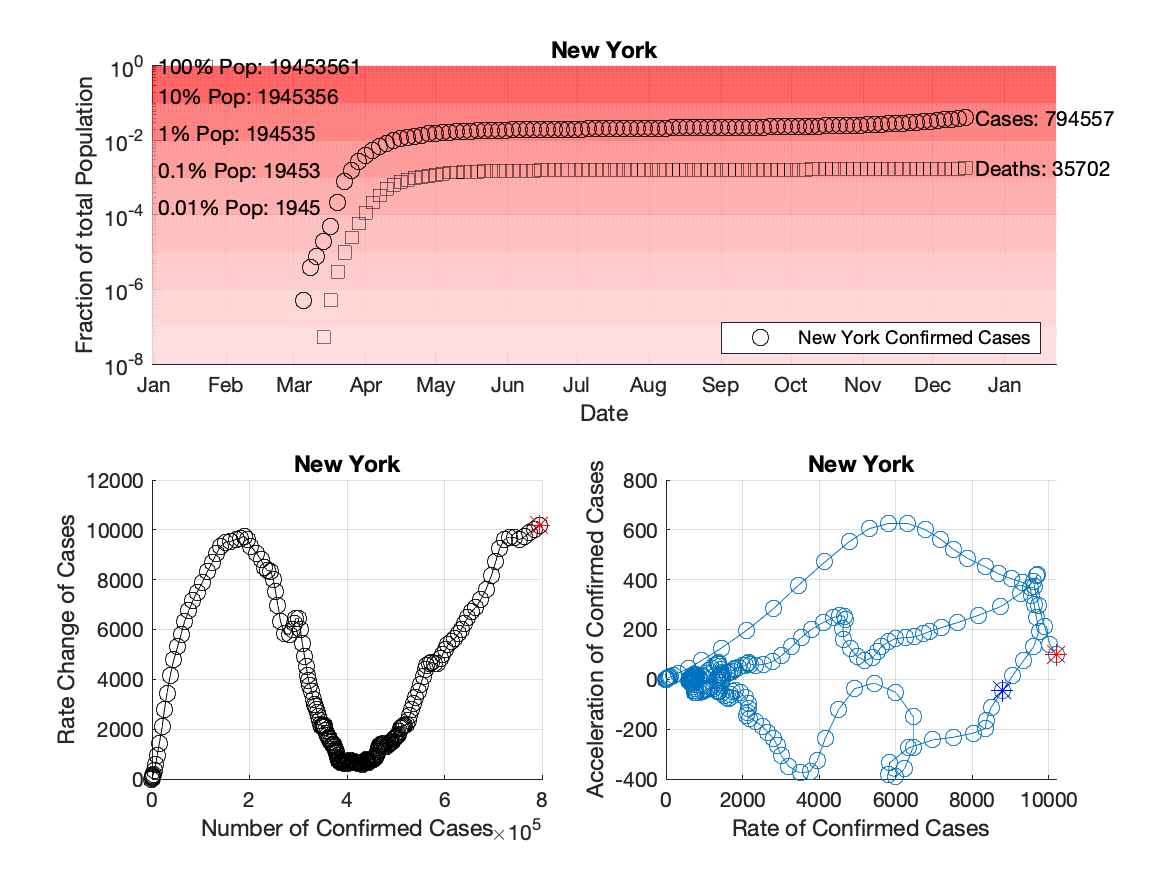 New York
Fraction of total Population
10^0
10^-2
10^-4
10^-6
10^-8
100% Pop: 19453561
10% Pop: 1945356
1% Pop: 194535
0.1% Pop: 19453
0.01% Pop: 1945
Cases: 794557
Deaths: 35702
New York Confirmed Cases
Jan Feb Mar Apr May Jun Jul Aug Sep Oct Nov Dec Jan
Date
New York
Rate Change of Cases
12000
10000
8000
6000
4000
2000
0
0 2 4 6 8
Number of Confirmed Cases ×10^5
New York
Acceleration of Confirmed Cases
800
600
400
200
0
-200
-400
0 2000 4000 6000 8000 10000
Rate of Confirmed Cases